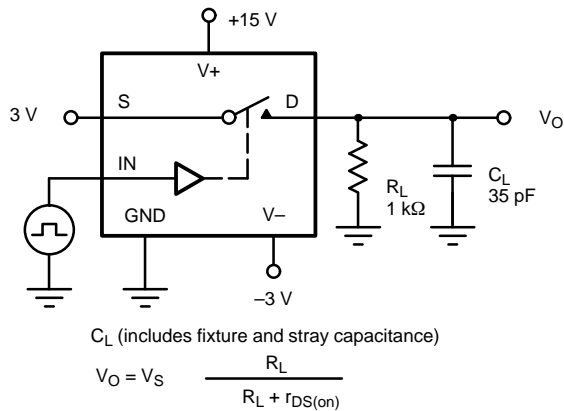 +15 V
V+
3 V
S
D
VO
IN
RL
1 kΩ
CL
35 pF
GND
V–
–3 V
CL (includes fixture and stray capacitance)
VO = VS RL
RL + rDS(on)